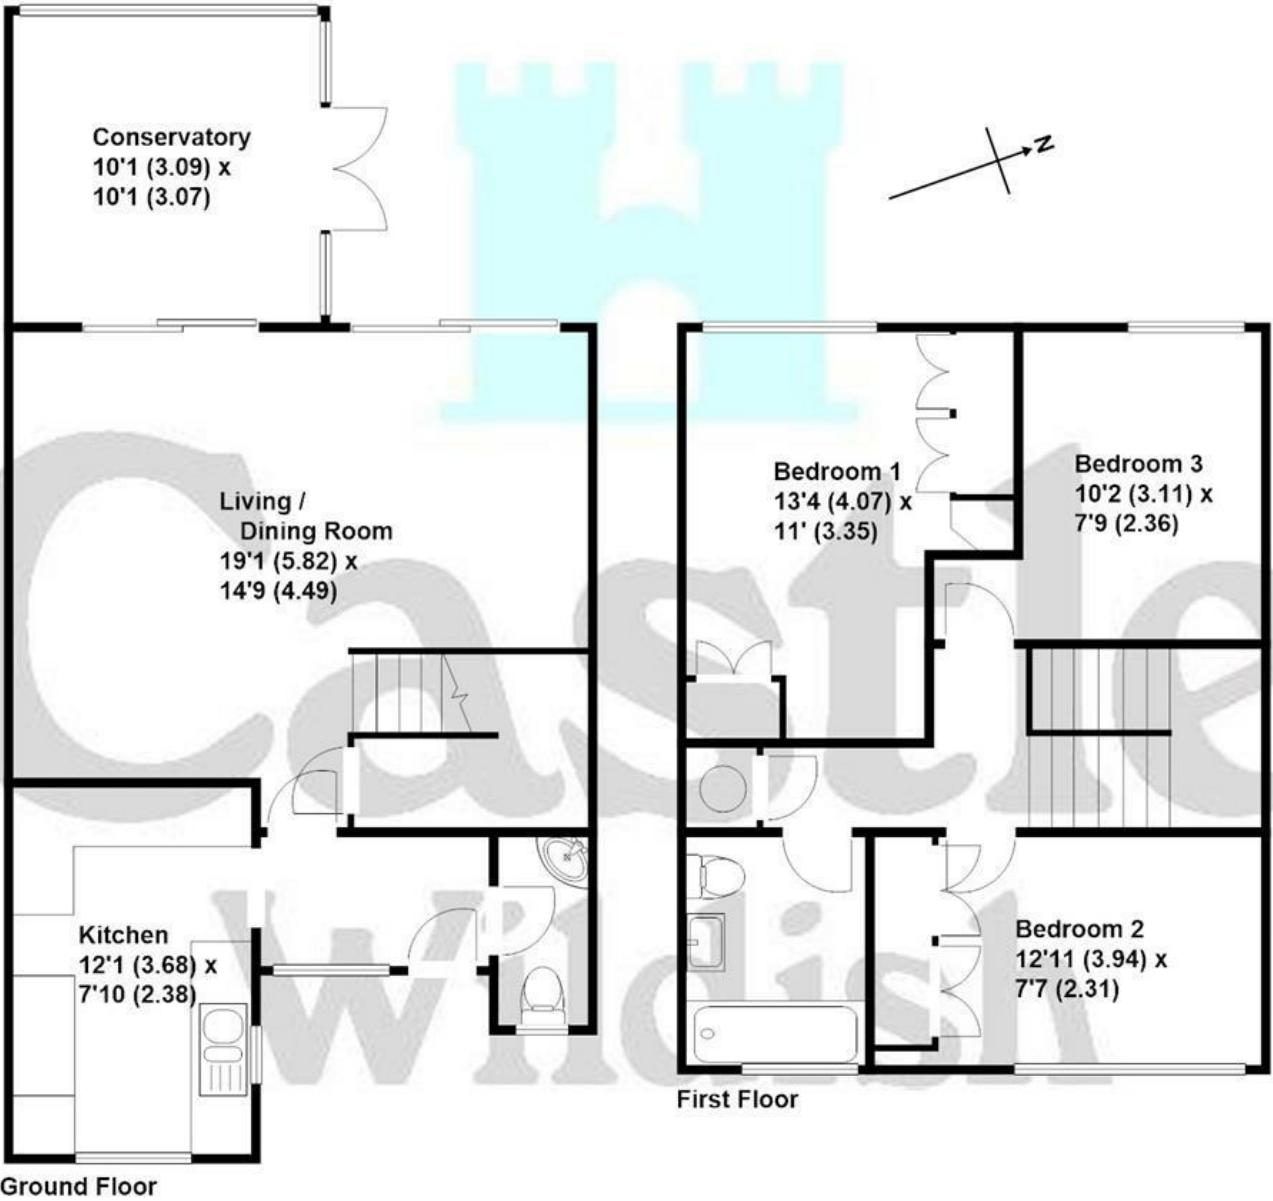 Conservatory
10'1 (3.09) x
10'1 (3.07)
N
Living /
Dining Room
19'1 (5.82) x
14'9 (4.49)
Kitchen
12'1 (3.68) x
7'10 (2.38)
Ground Floor
Bedroom 1
13'4 (4.07) x
11' (3.35)
Bedroom 3
10'2 (3.11) x
7'9 (2.36)
Bedroom 2
12'11 (3.94) x
7'7 (2.31)
First Floor
Castle
Wildish